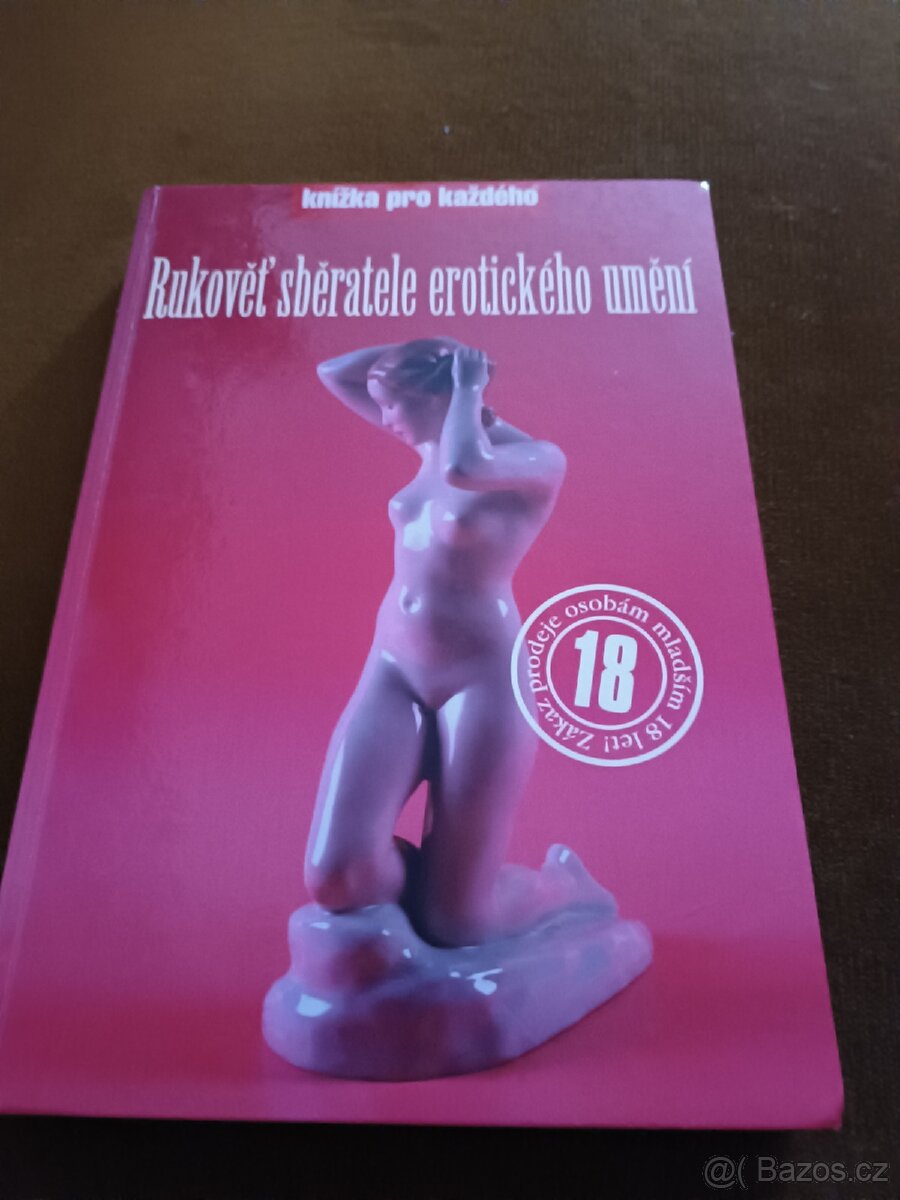 knížka pro každého
Rukověť sběratele erotického umění
Zákaz prodeje osobám mladším 18 let!
18
@( Bazos.cz